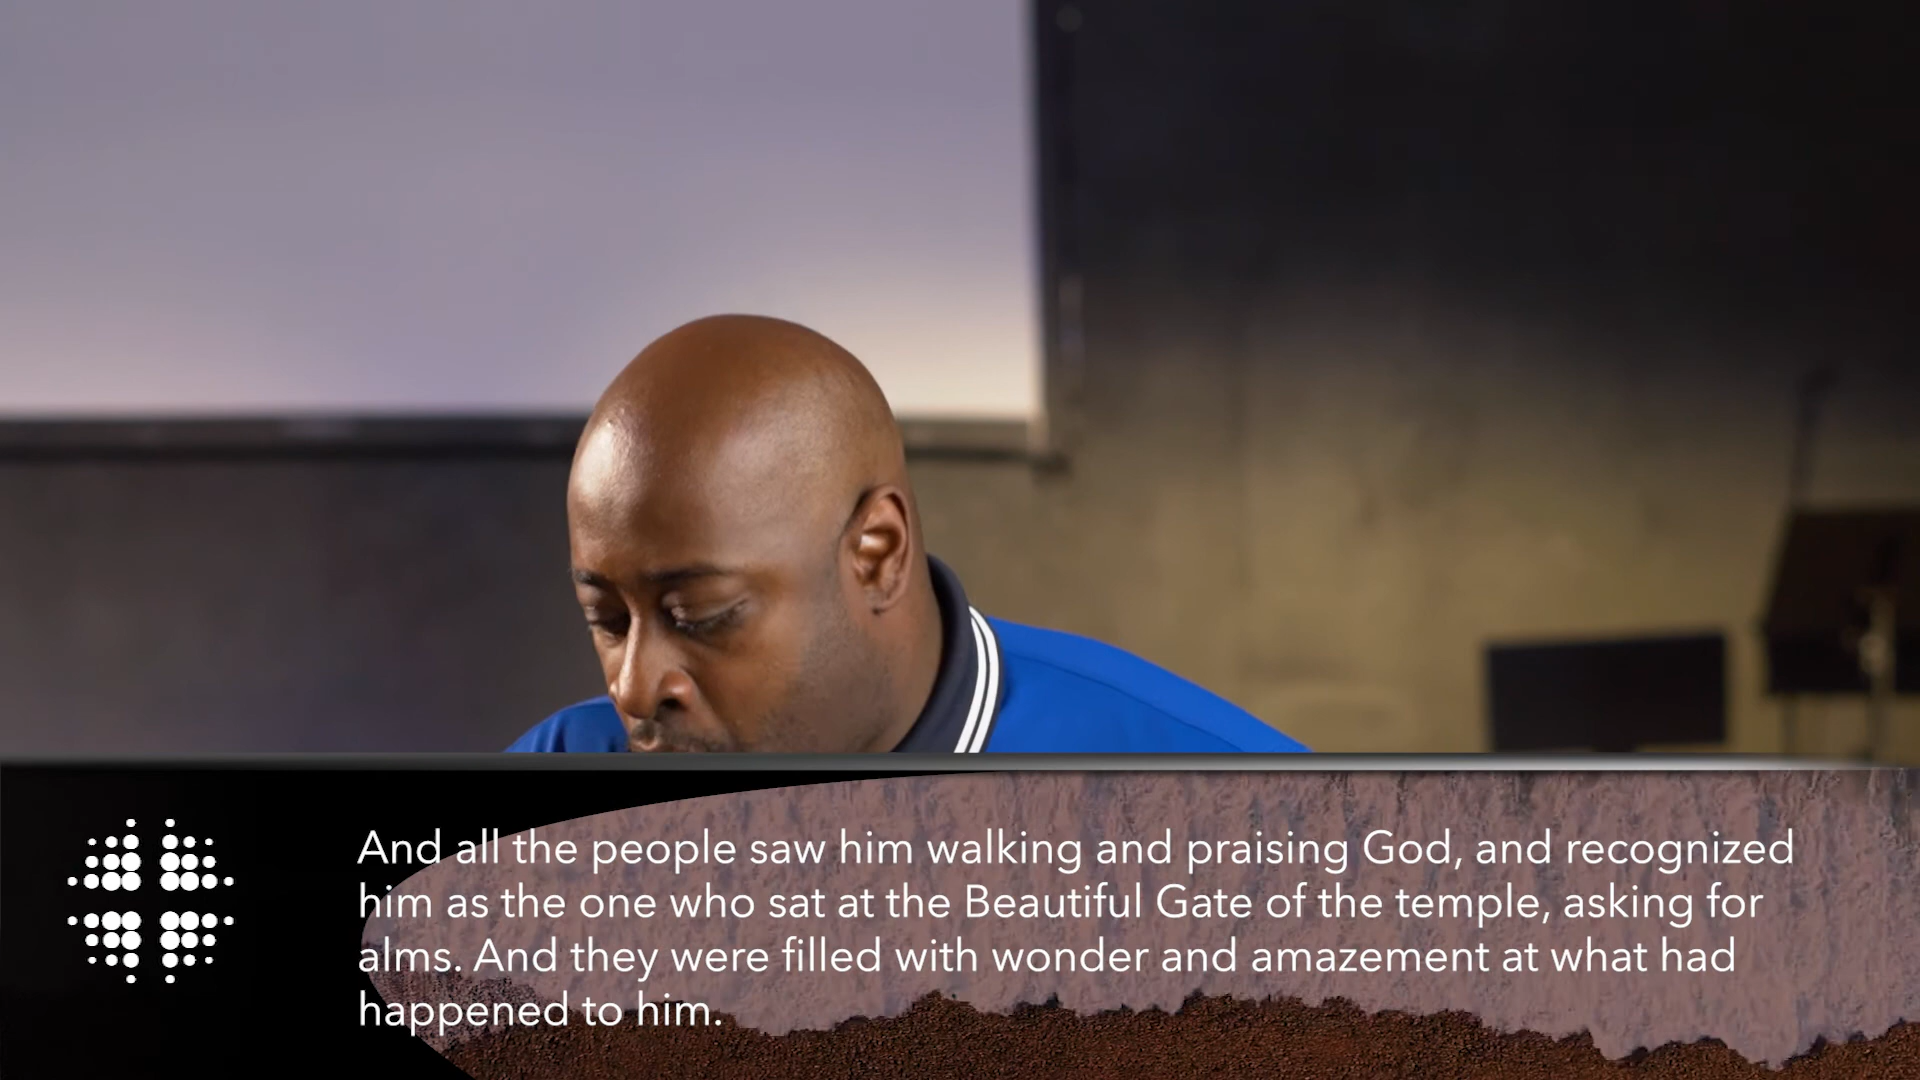 And all the people saw him walking and praising God, and recognized
him as the one who sat at the Beautiful Gate of the temple, asking for
alms. And they were filled with wonder and amazement at what had
happened to him.